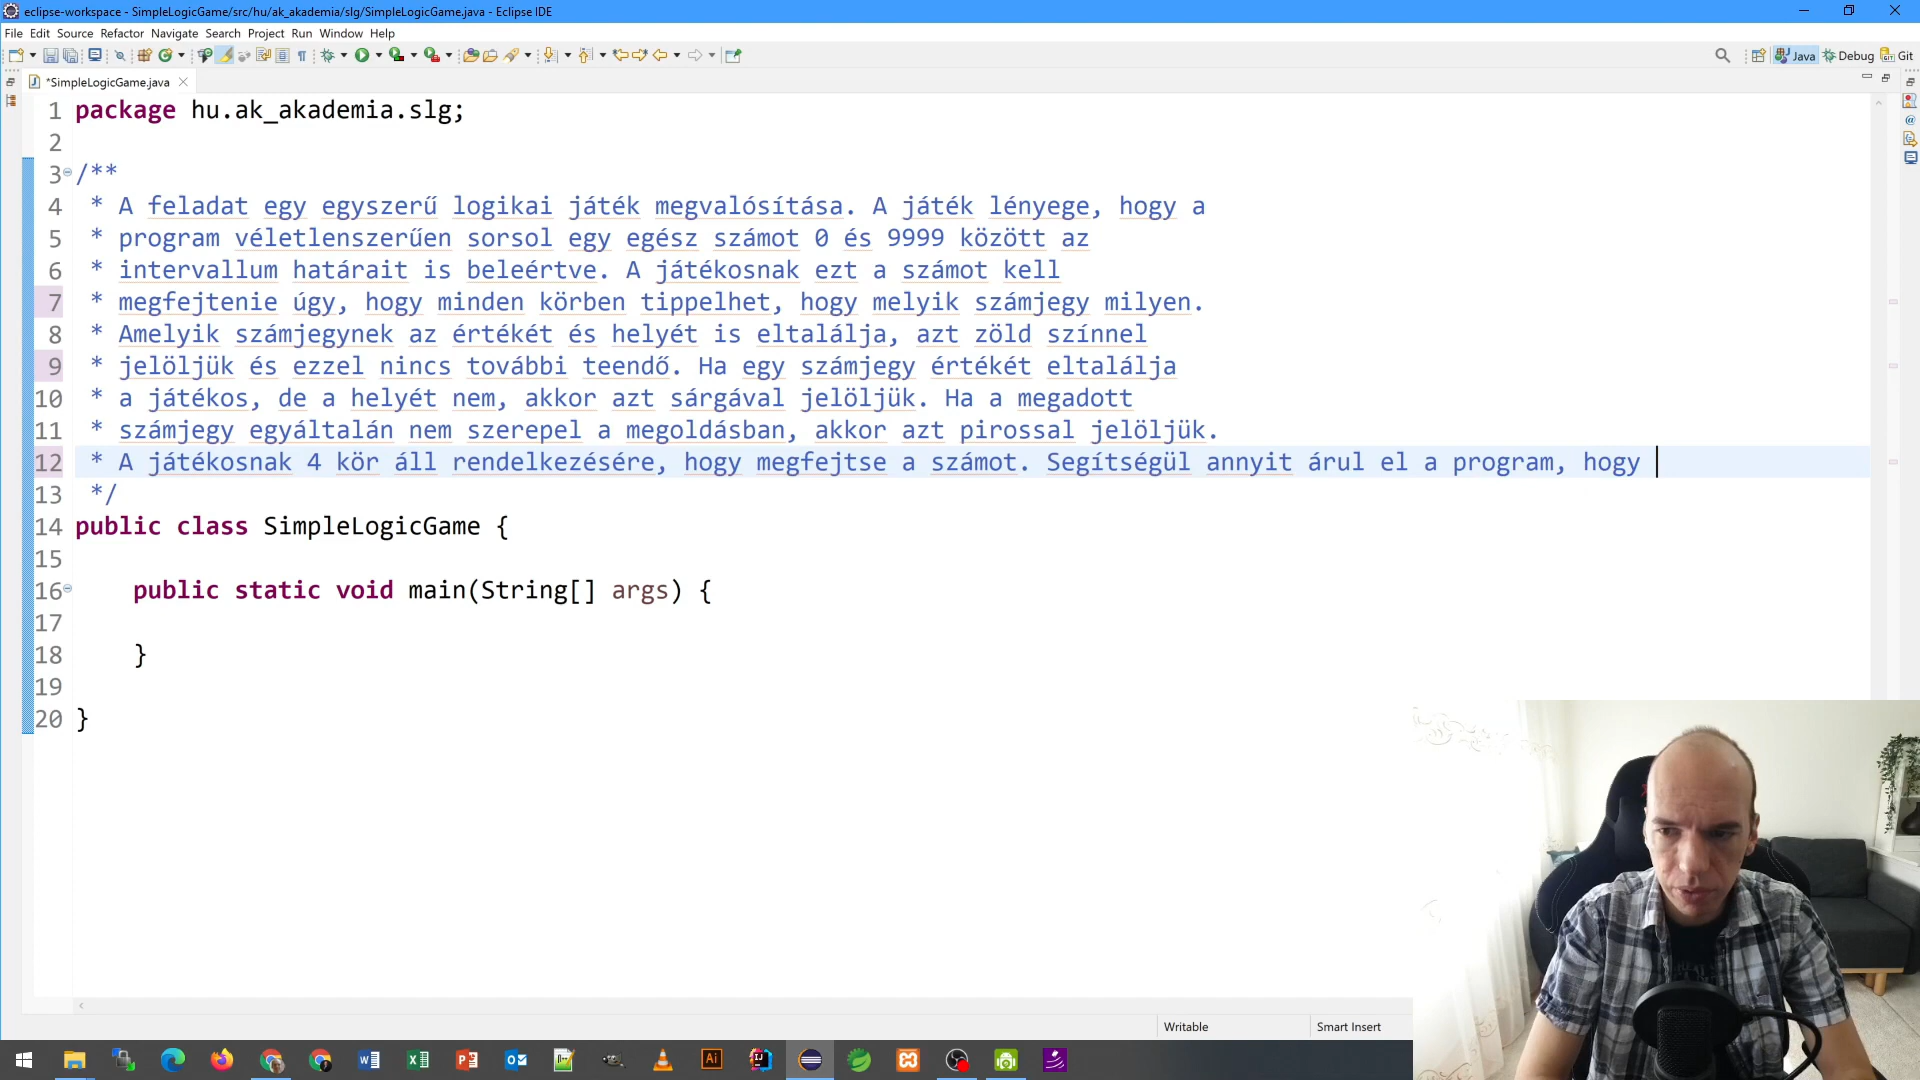 eclipse-workspace - SimpleLogicGame/src/hu/ak_akademia/slg/SimpleLogicGame.java - Eclipse IDE
File Edit Source Refactor Navigate Search Project Run Window Help
Java Debug Git
*SimpleLogicGame.java
1 package hu.ak_akademia.slg;
2
3 /**
4 * A feladat egy egyszerű logikai játék megvalósítása. A játék lényege, hogy a
5 * program véletlenszerűen sorsol egy egész számot 0 és 9999 között az
6 * intervallum határait is beleértve. A játékosnak ezt a számot kell
7 * megfejtenie úgy, hogy minden körben tippelhet, hogy melyik számjegy milyen.
8 * Amelyik számjegynek az értékét és helyét is eltalálja, azt zöld színnel
9 * jelöljük és ezzel nincs további teendő. Ha egy számjegy értékét eltalálja
10 * a játékos, de a helyét nem, akkor azt sárgával jelöljük. Ha a megadott
11 * számjegy egyáltalán nem szerepel a megoldásban, akkor azt pirossal jelöljük.
12 * A játékosnak 4 kör áll rendelkezésére, hogy megfejtse a számot. Segítségül annyit árul el a program, hogy
13 */
14 public class SimpleLogicGame {
15
16 public static void main(String[] args) {
17
18 }
19
20 }
Writable Smart Insert